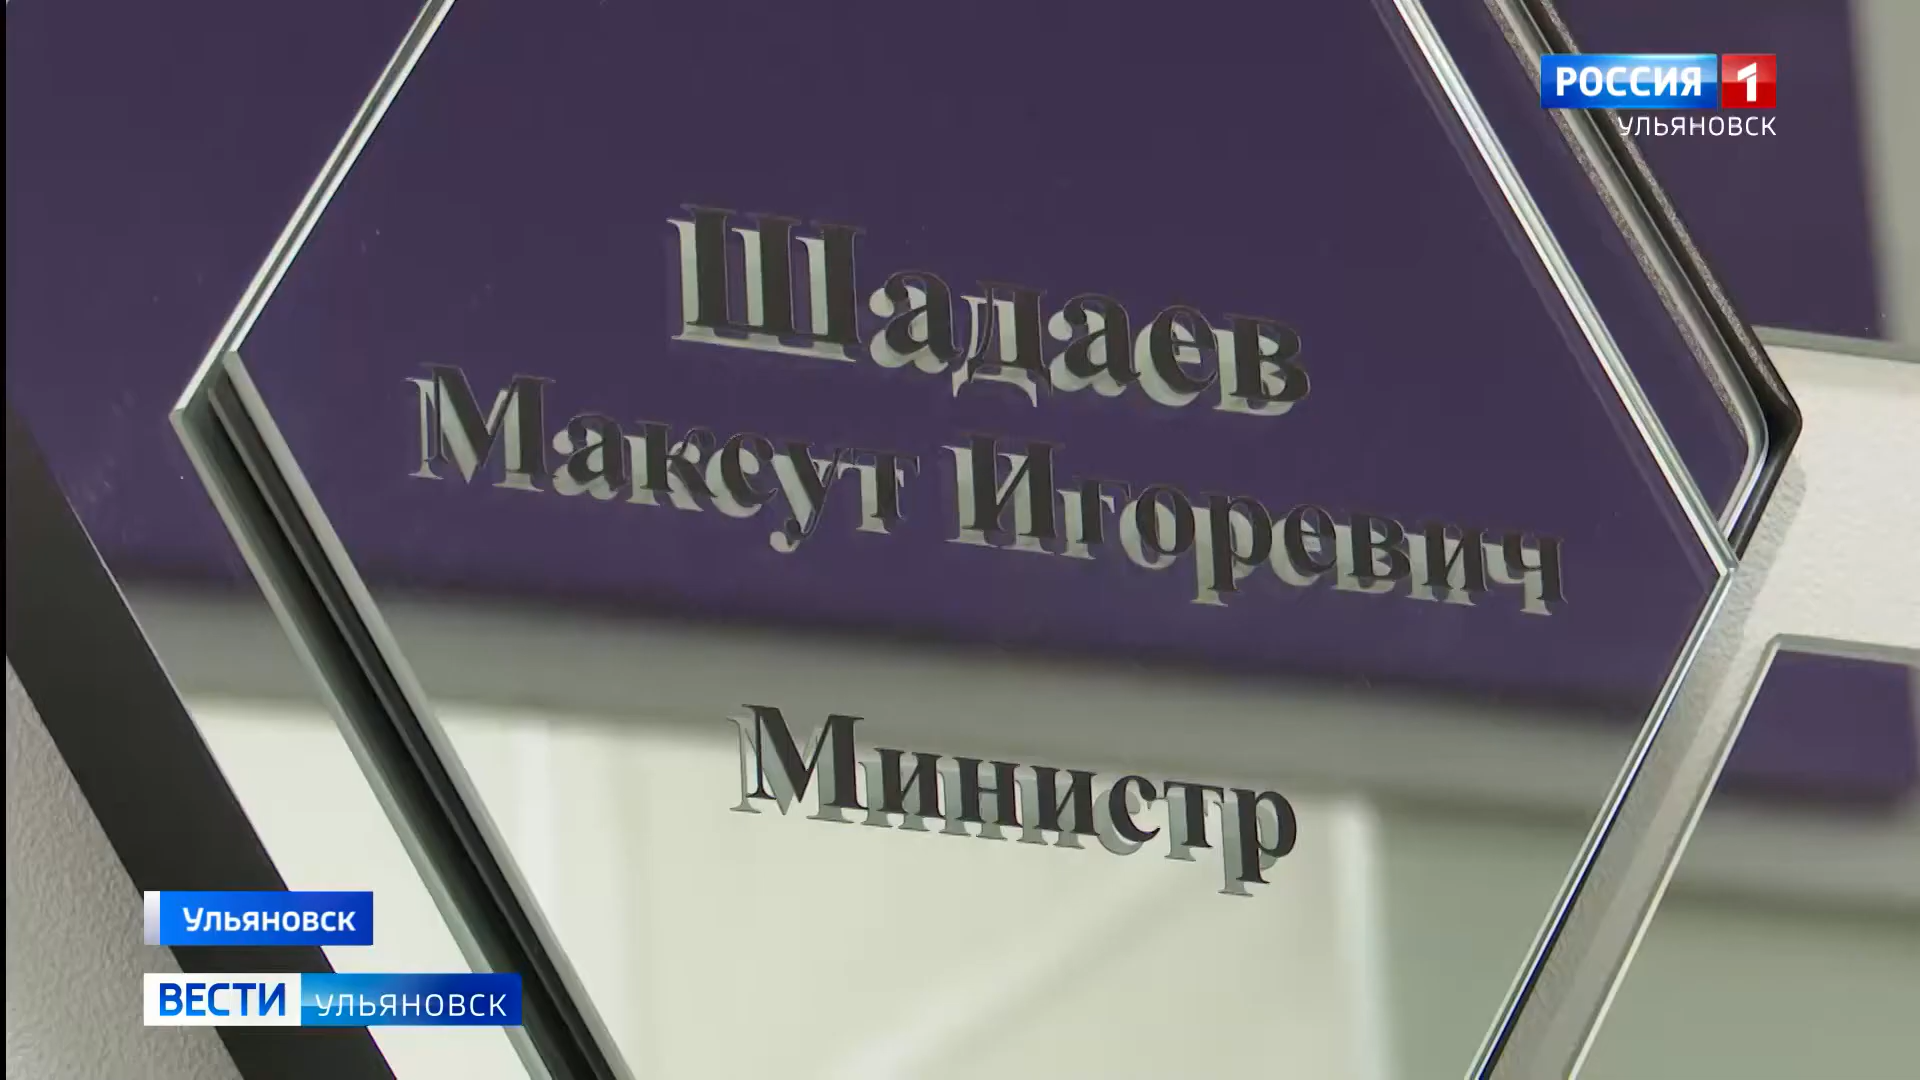 РОССИЯ 1
УЛЬЯНОВСК
Шадаев
Максут Игоревич
Министр
Ульяновск
ВЕСТИ УЛЬЯНОВСК